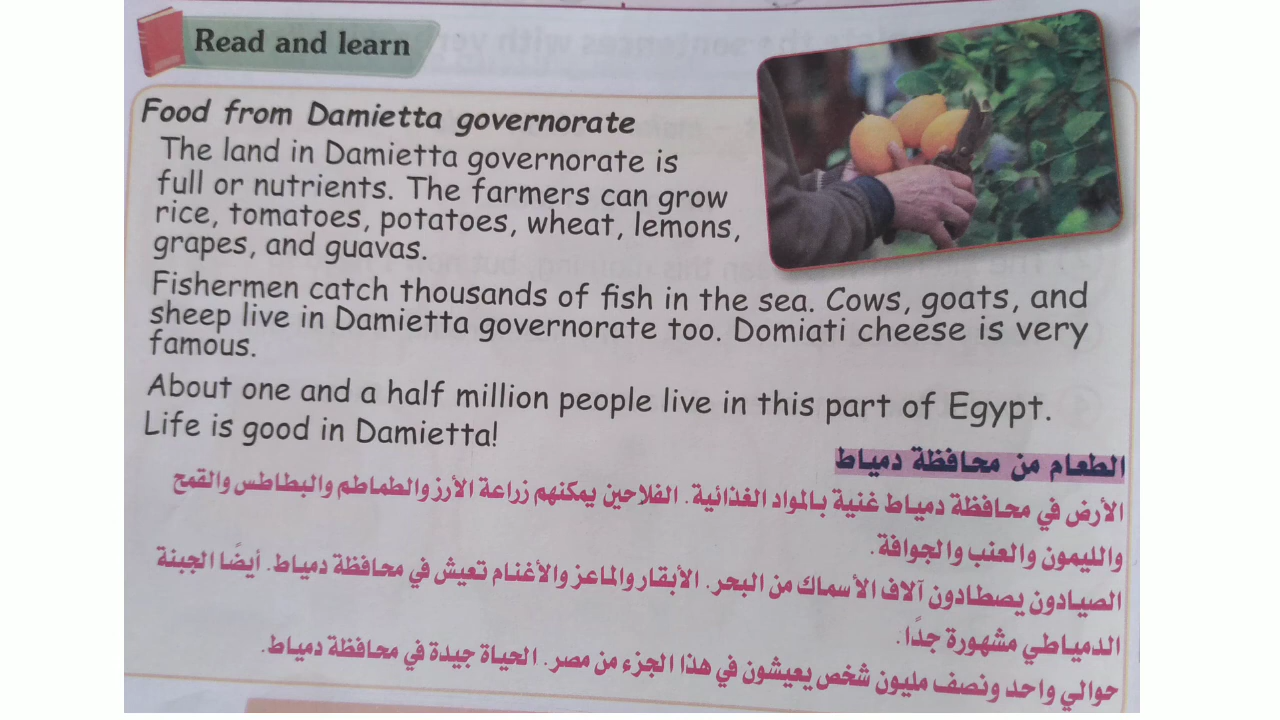 Read and learn
Food from Damietta governorate
The land in Damietta governorate is
full or nutrients. The farmers can grow
rice, tomatoes, potatoes, wheat, lemons,
grapes, and guavas.
Fishermen catch thousands of fish in the sea. Cows, goats, and
sheep live in Damietta governorate too. Domiati cheese is very
famous.
About one and a half million people live in this part of Egypt.
Life is good in Damietta!
الطعام من محافظة دمياط
الأرض في محافظة دمياط غنية بالمواد الغذائية. الفلاحين يمكنهم زراعة الأرز والطماطم والبطاطس والقمح
والليمون والعنب والجوافة.
الصيادون يصطادون آلاف الأسماك من البحر. الأبقار والماعز والأغنام تعيش في محافظة دمياط. أيضًا الجبنة
الدمياطي مشهورة جدًا.
حوالي واحد ونصف مليون شخص يعيشون في هذا الجزء من مصر. الحياة جيدة في محافظة دمياط.